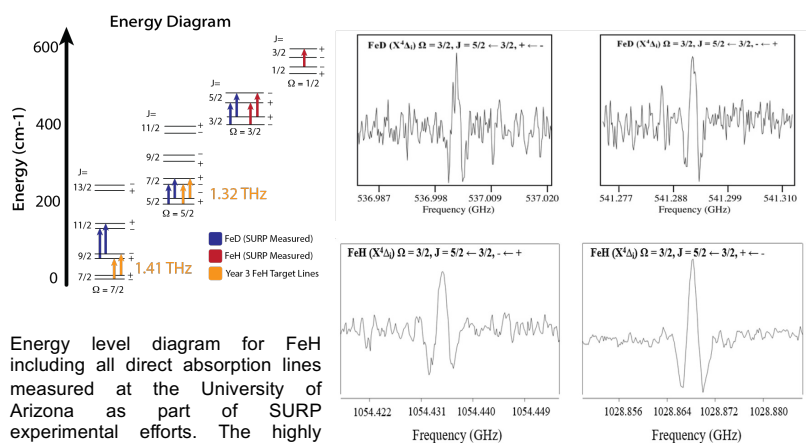 Energy Diagram
Energy (cm-1)
600
400
200
0
J=
13/2
11/2
9/2
7/2
Ω = 7/2
1.41 THz
J=
11/2
9/2
7/2
5/2
Ω = 5/2
1.32 THz
J=
5/2
3/2
Ω = 3/2
J=
3/2
1/2
Ω = 1/2
+
-
FeD (SURP Measured)
FeH (SURP Measured)
Year 3 FeH Target Lines
Energy level diagram for FeH
including all direct absorption lines
measured at the University of
Arizona as part of SURP
experimental efforts. The highly
FeD (X⁴Δᵢ) Ω = 3/2, J = 5/2 ← 3/2, + ← -
536.987 536.998 537.009 537.020
Frequency (GHz)
FeD (X⁴Δᵢ) Ω = 3/2, J = 5/2 ← 3/2, - ← +
541.277 541.288 541.299 541.310
Frequency (GHz)
FeH (X⁴Δᵢ) Ω = 3/2, J = 5/2 ← 3/2, - ← +
1054.422 1054.431 1054.440 1054.449
Frequency (GHz)
FeH (X⁴Δᵢ) Ω = 3/2, J = 5/2 ← 3/2, + ← -
1028.856 1028.864 1028.872 1028.880
Frequency (GHz)